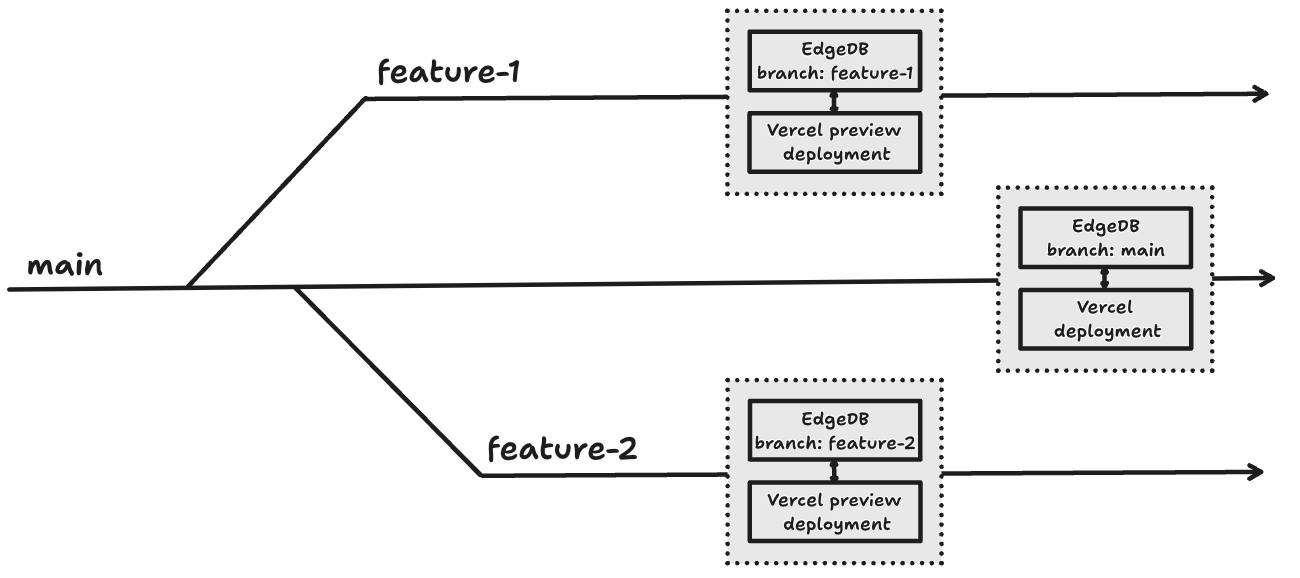 feature-1
EdgeDB
branch: feature-1
Vercel preview
deployment
main
EdgeDB
branch: main
Vercel
deployment
feature-2
EdgeDB
branch: feature-2
Vercel preview
deployment